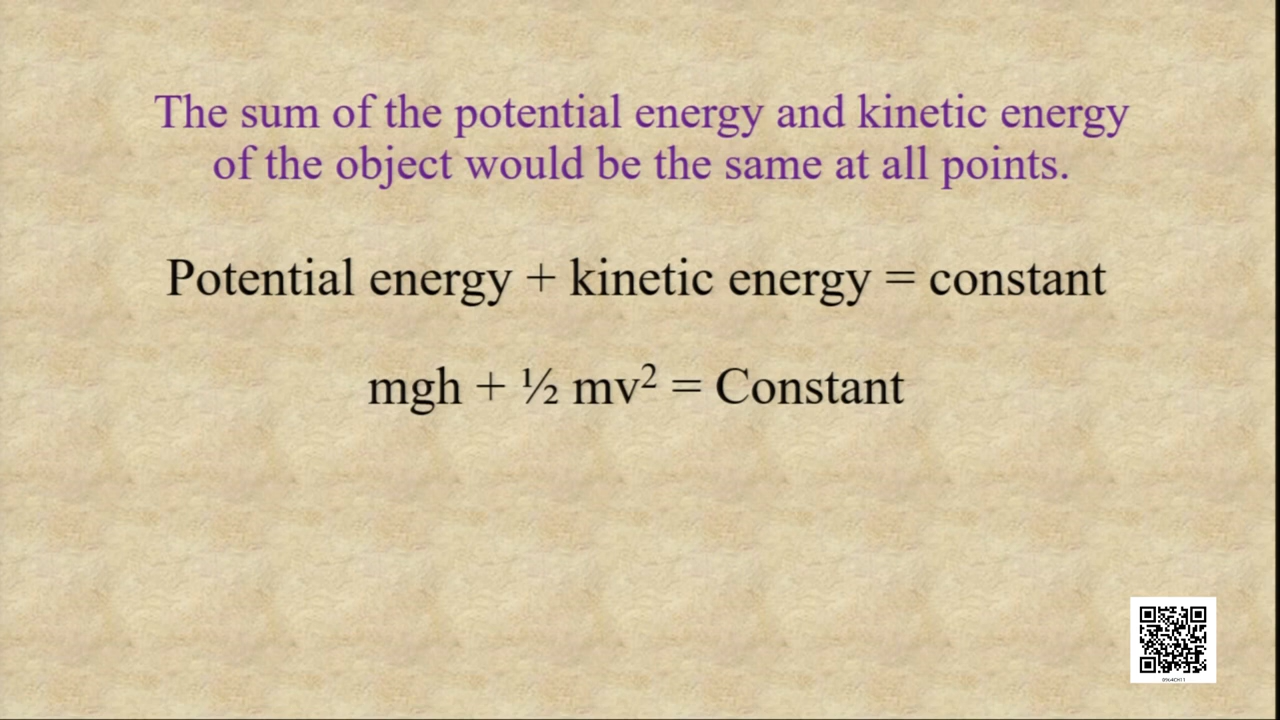 The sum of the potential energy and kinetic energy
of the object would be the same at all points.
Potential energy + kinetic energy = constant
mgh + ½ mv² = Constant